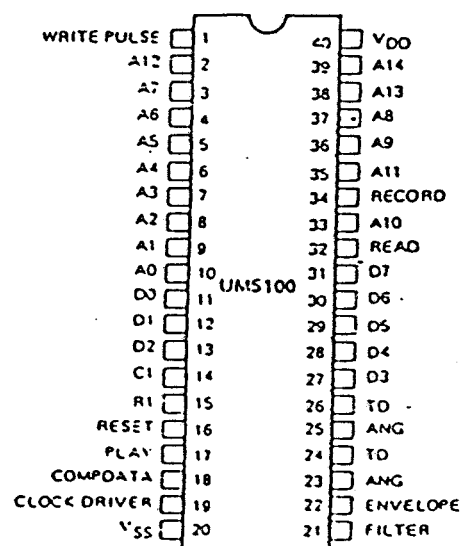 WRITE PULSE 1 40 VDD
A12 2 39 A14
A7 3 38 A13
A6 4 37 A8
A5 5 36 A9
A4 6 35 A11
A3 7 34 RECORD
A2 8 33 A10
A1 9 32 READ
A0 10 31 D7
UM5100
D0 11 30 D6
D1 12 29 D5
D2 13 28 D4
C1 14 27 D3
R1 15 26 TD
RESET 16 25 ANG
PLAY 17 24 TD
COMPDATA 18 23 ANG
CLOCK DRIVER 19 22 ENVELOPE
VSS 20 21 FILTER